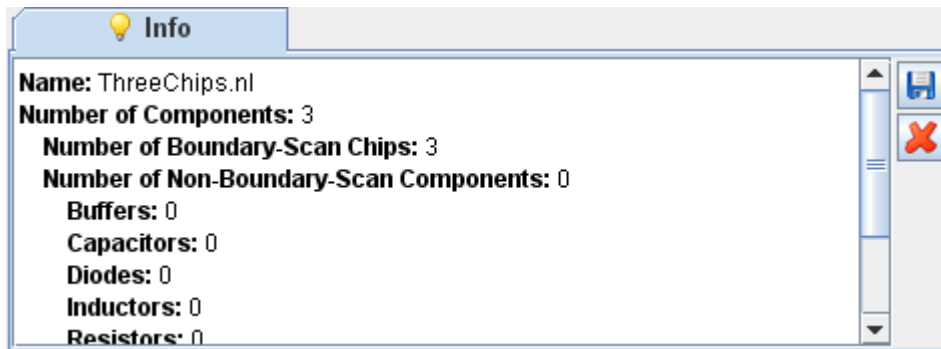 Info
Name: ThreeChips.nl
Number of Components: 3
Number of Boundary-Scan Chips: 3
Number of Non-Boundary-Scan Components: 0
Buffers: 0
Capacitors: 0
Diodes: 0
Inductors: 0
Resistors: 0